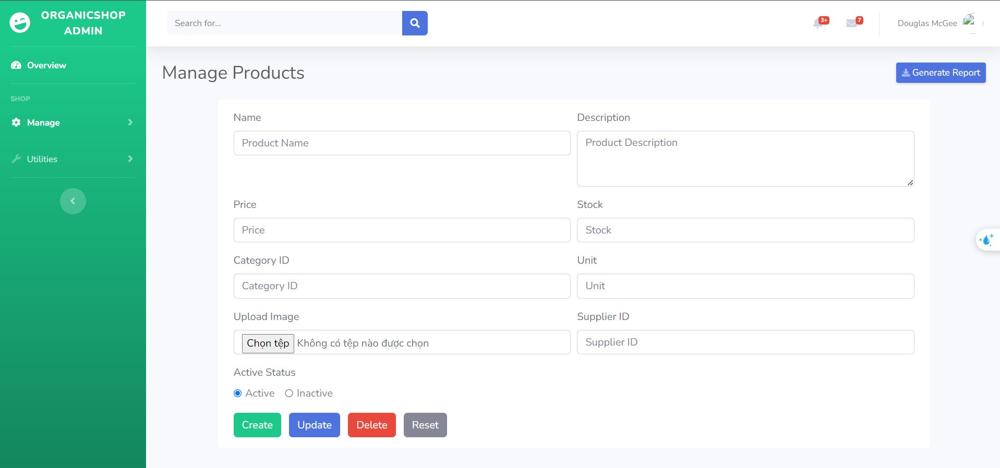 ORGANICSHOP
ADMIN
Search for...
3+
7
Douglas McGee
Overview
Manage Products
Generate Report
SHOP
Manage
Utilities
Name
Description
Product Name
Product Description
Price
Stock
Price
Stock
Category ID
Unit
Category ID
Unit
Upload Image
Supplier ID
Chọn tệp Không có tệp nào được chọn
Supplier ID
Active Status
Active Inactive
Create Update Delete Reset